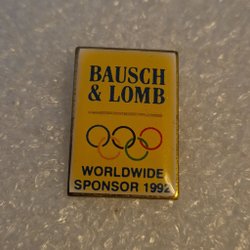 BAUSCH
& LOMB
WORLDWIDE
SPONSOR 1992